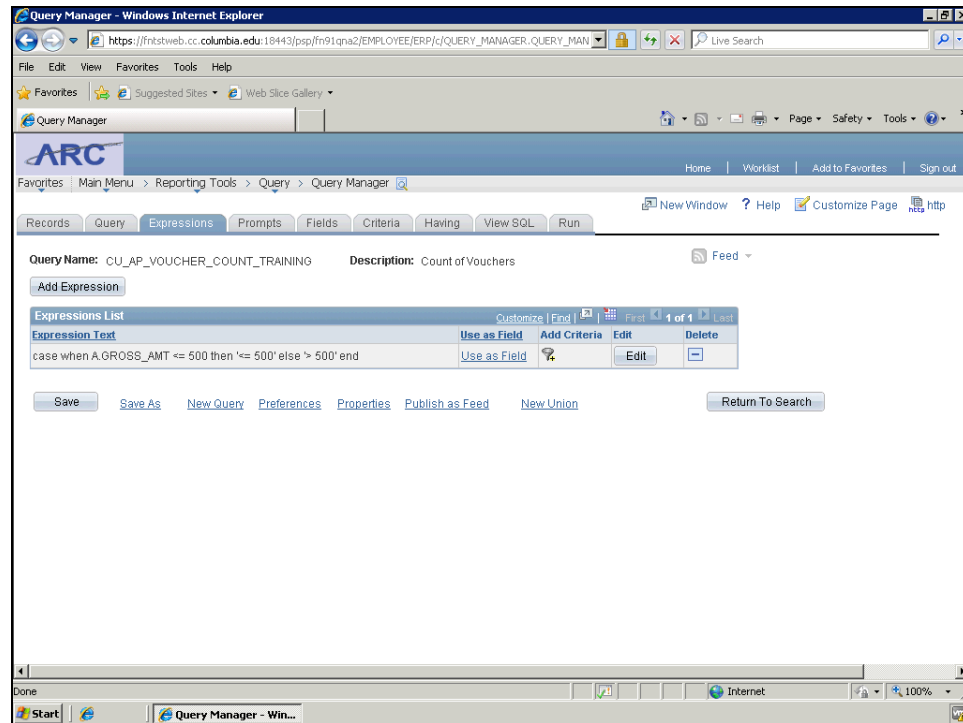 Query Manager - Windows Internet Explorer
https://fntstweb.cc.columbia.edu:18443/psp/fn91qna2/EMPLOYEE/ERP/c/QUERY_MANAGER.QUERY_MAN
Live Search
File Edit View Favorites Tools Help
Favorites Suggested Sites Web Slice Gallery
Query Manager
Page Safety Tools
ARC
Home | Worklist | Add to Favorites | Sign out
Favorites Main Menu > Reporting Tools > Query > Query Manager
New Window ? Help Customize Page http
Records Query Expressions Prompts Fields Criteria Having View SQL Run
Query Name: CU_AP_VOUCHER_COUNT_TRAINING Description: Count of Vouchers
Feed
Add Expression
Expressions List Customize | Find | | First 1 of 1 Last
Expression Text Use as Field Add Criteria Edit Delete
case when A.GROSS_AMT <= 500 then '<= 500' else '> 500' end Use as Field Edit
Save Save As New Query Preferences Properties Publish as Feed New Union Return To Search
Done Internet 100%
Start Query Manager - Win...